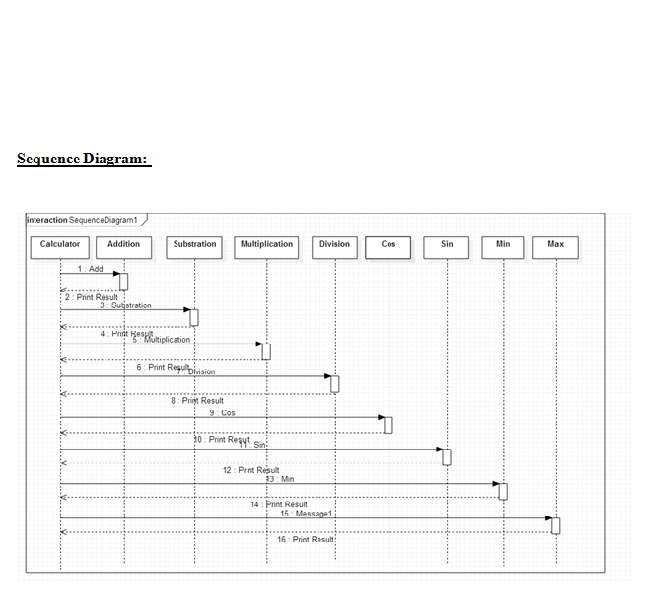 Sequence Diagram:
interaction SequenceDiagram1
Calculator Addition Substration Multiplication Division Cos Sin Min Max
1 : Add
2 : Print Result
3 : Substration
4 : Print Result
5 : Multiplication
6 : Print Result
7 : Division
8 : Print Result
9 : Cos
10 : Print Resut
11 : Sin
12 : Prnt Result
13 : Min
14 : Print Result
15 : Message1
16 : Print Result